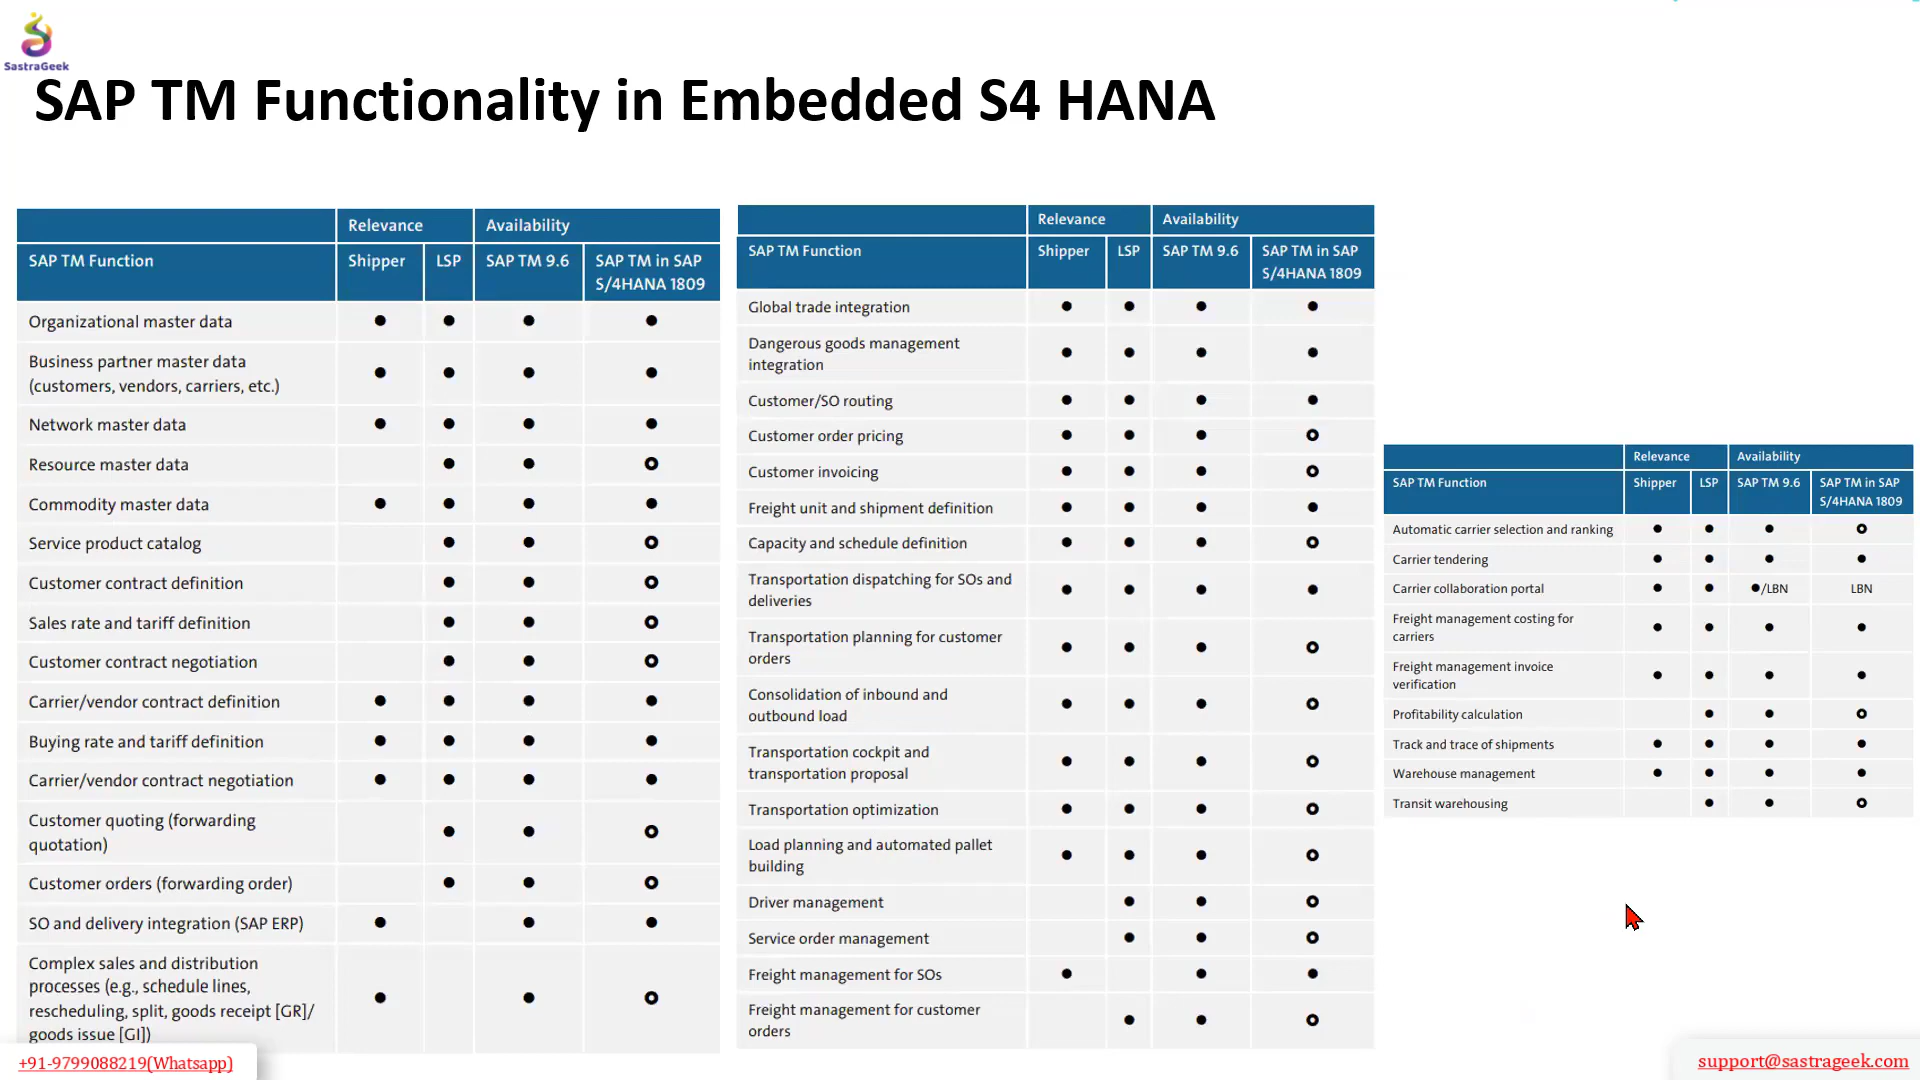 SastraGeek
SAP TM Functionality in Embedded S4 HANA
Relevance Availability
SAP TM Function Shipper LSP SAP TM 9.6 SAP TM in SAP
S/4HANA 1809
Organizational master data ● ● ● ●
Business partner master data
(customers, vendors, carriers, etc.) ● ● ● ●
Network master data ● ● ● ●
Resource master data ● ● ○
Commodity master data ● ● ● ●
Service product catalog ● ● ○
Customer contract definition ● ● ○
Sales rate and tariff definition ● ● ○
Customer contract negotiation ● ● ○
Carrier/vendor contract definition ● ● ● ●
Buying rate and tariff definition ● ● ● ●
Carrier/vendor contract negotiation ● ● ● ●
Customer quoting (forwarding
quotation) ● ● ○
Customer orders (forwarding order) ● ● ○
SO and delivery integration (SAP ERP) ● ● ●
Complex sales and distribution
processes (e.g., schedule lines,
rescheduling, split, goods receipt [GR]/
goods issue [GI]) ● ● ○
Relevance Availability
SAP TM Function Shipper LSP SAP TM 9.6 SAP TM in SAP
S/4HANA 1809
Global trade integration ● ● ● ●
Dangerous goods management
integration ● ● ● ●
Customer/SO routing ● ● ● ●
Customer order pricing ● ● ● ○
Customer invoicing ● ● ● ○
Freight unit and shipment definition ● ● ● ●
Capacity and schedule definition ● ● ● ○
Transportation dispatching for SOs and
deliveries ● ● ● ●
Transportation planning for customer
orders ● ● ● ○
Consolidation of inbound and
outbound load ● ● ● ○
Transportation cockpit and
transportation proposal ● ● ● ○
Transportation optimization ● ● ● ○
Load planning and automated pallet
building ● ● ● ○
Driver management ● ● ○
Service order management ● ● ○
Freight management for SOs ● ● ●
Freight management for customer
orders ● ● ○
Relevance Availability
SAP TM Function Shipper LSP SAP TM 9.6 SAP TM in SAP
S/4HANA 1809
Automatic carrier selection and ranking ● ● ● ○
Carrier tendering ● ● ● ●
Carrier collaboration portal ● ● ●/LBN LBN
Freight management costing for
carriers ● ● ● ●
Freight management invoice
verification ● ● ● ●
Profitability calculation ● ● ○
Track and trace of shipments ● ● ● ●
Warehouse management ● ● ● ●
Transit warehousing ● ● ○
+91-9799088219(Whatsapp)
support@sastrageek.com